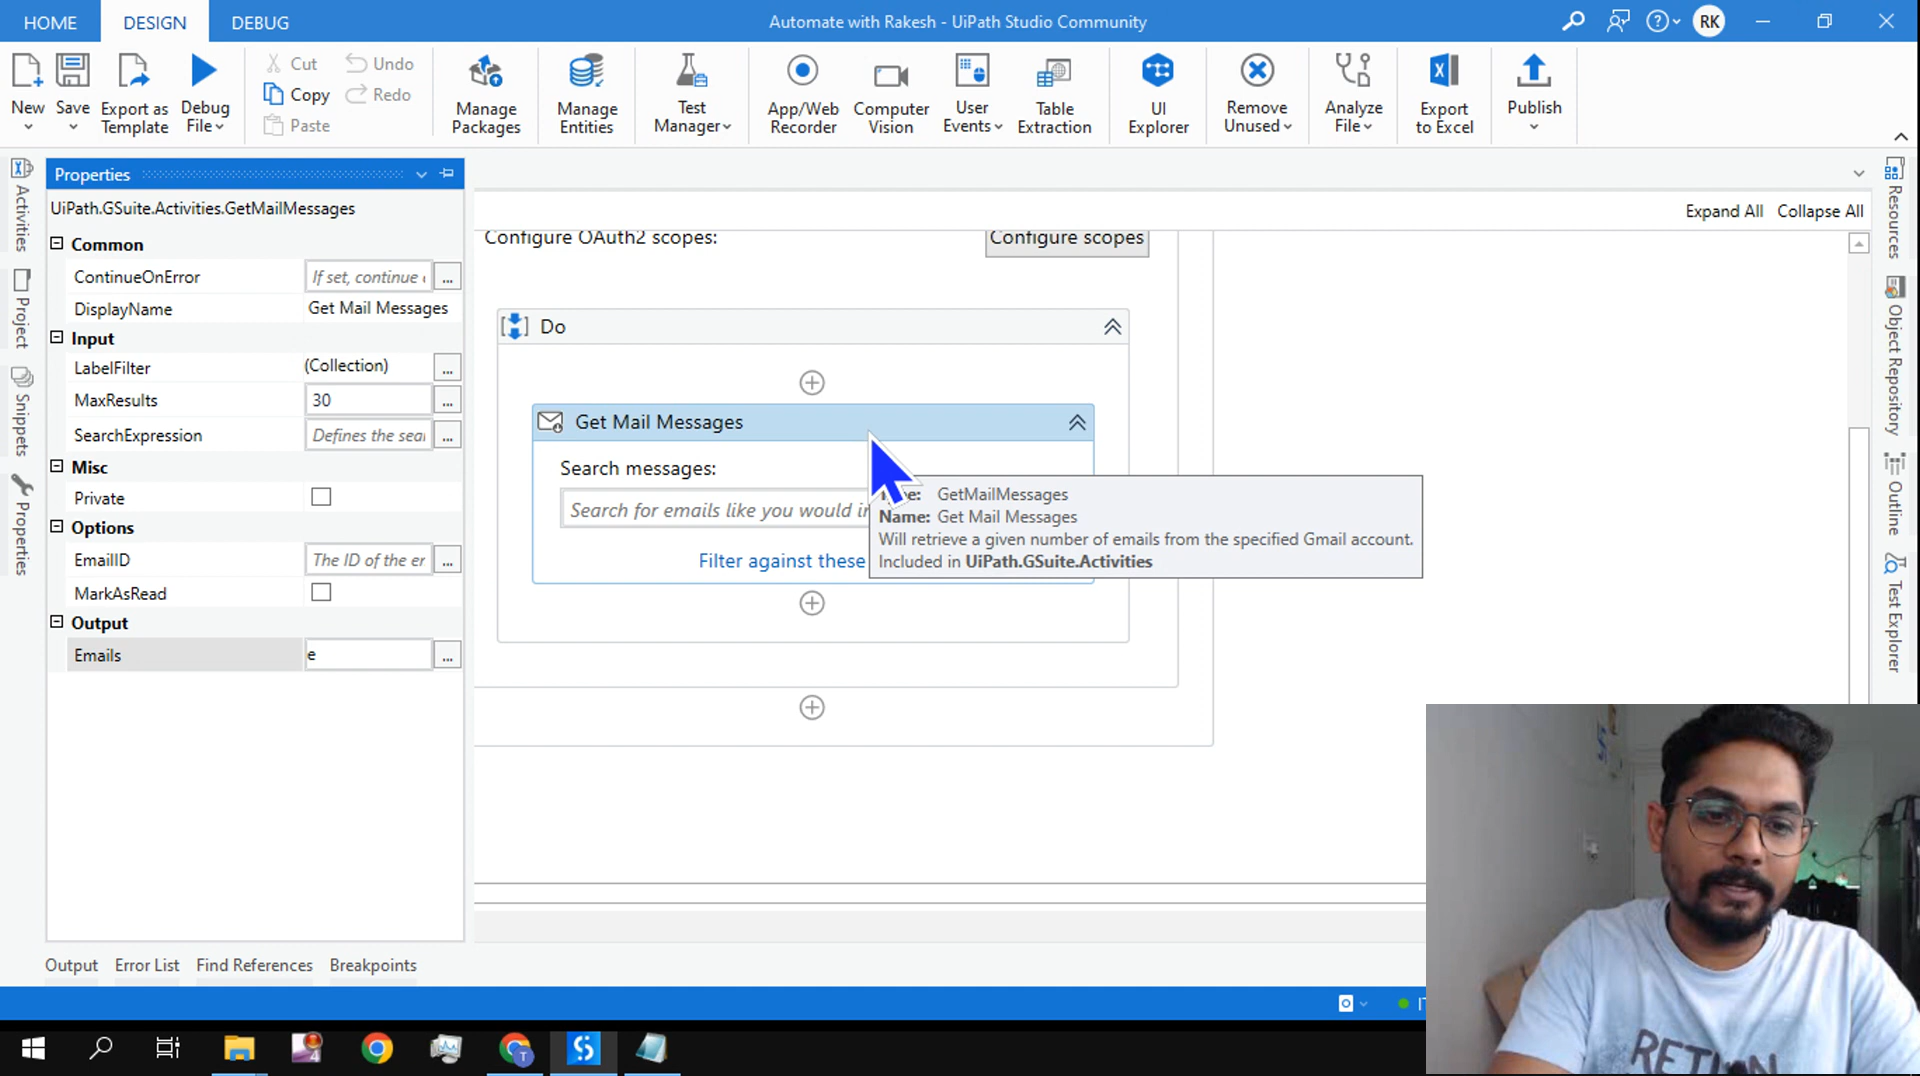 HOME DESIGN DEBUG
Automate with Rakesh - UiPath Studio Community
RK
New
Save
Export as
Template
Debug
File
Cut
Copy
Paste
Undo
Redo
Manage
Packages
Manage
Entities
Test
Manager
App/Web
Recorder
Computer
Vision
User
Events
Table
Extraction
UI
Explorer
Remove
Unused
Analyze
File
Export
to Excel
Publish
Activities
Project
Snippets
Properties
Properties
UiPath.GSuite.Activities.GetMailMessages
Common
ContinueOnError If set, continue ...
DisplayName Get Mail Messages
Input
LabelFilter (Collection) ...
MaxResults 30 ...
SearchExpression Defines the sea ...
Misc
Private
Options
EmailID The ID of the er ...
MarkAsRead
Output
Emails e ...
Expand All Collapse All
Configure OAuth2 scopes: Configure scopes
Do
Get Mail Messages
Search messages:
Search for emails like you would in
Filter against these
GetMailMessages
Name: Get Mail Messages
Will retrieve a given number of emails from the specified Gmail account.
Included in UiPath.GSuite.Activities
Resources
Object Repository
Outline
Test Explorer
Output Error List Find References Breakpoints
4
T